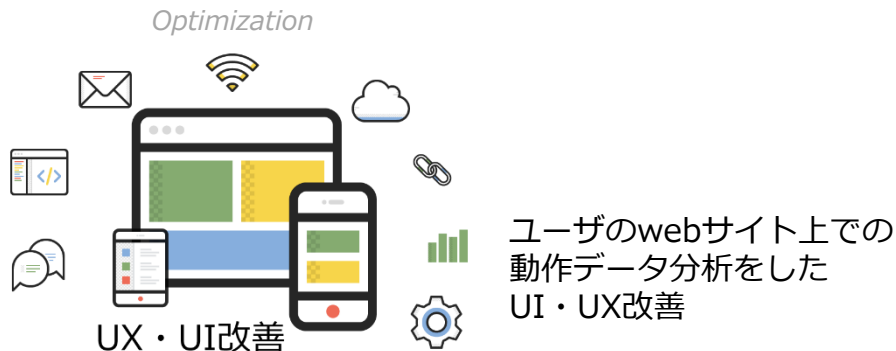 Optimization
</>
UX・UI改善
ユーザのwebサイト上での
動作データ分析をした
UI・UX改善